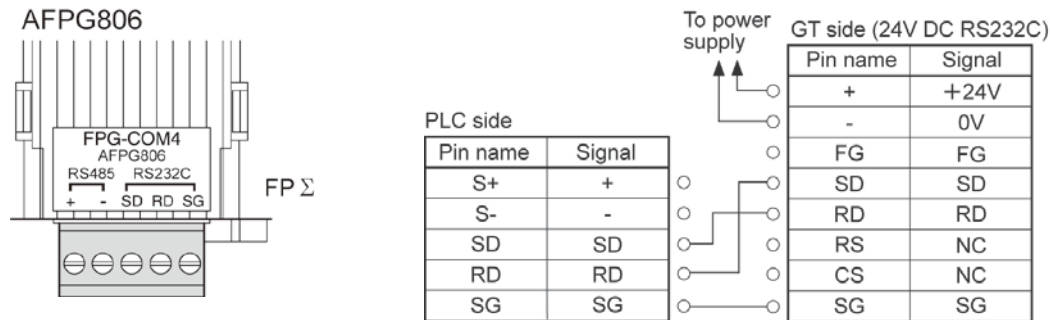 AFPG806
FPG-COM4
AFPG806
RS485 RS232C
+ - SD RD SG
FP Σ
PLC side
Pin name Signal
S+ +
S- -
SD SD
RD RD
SG SG
To power
supply
GT side (24V DC RS232C)
Pin name Signal
+ +24V
- 0V
FG FG
SD SD
RD RD
RS NC
CS NC
SG SG